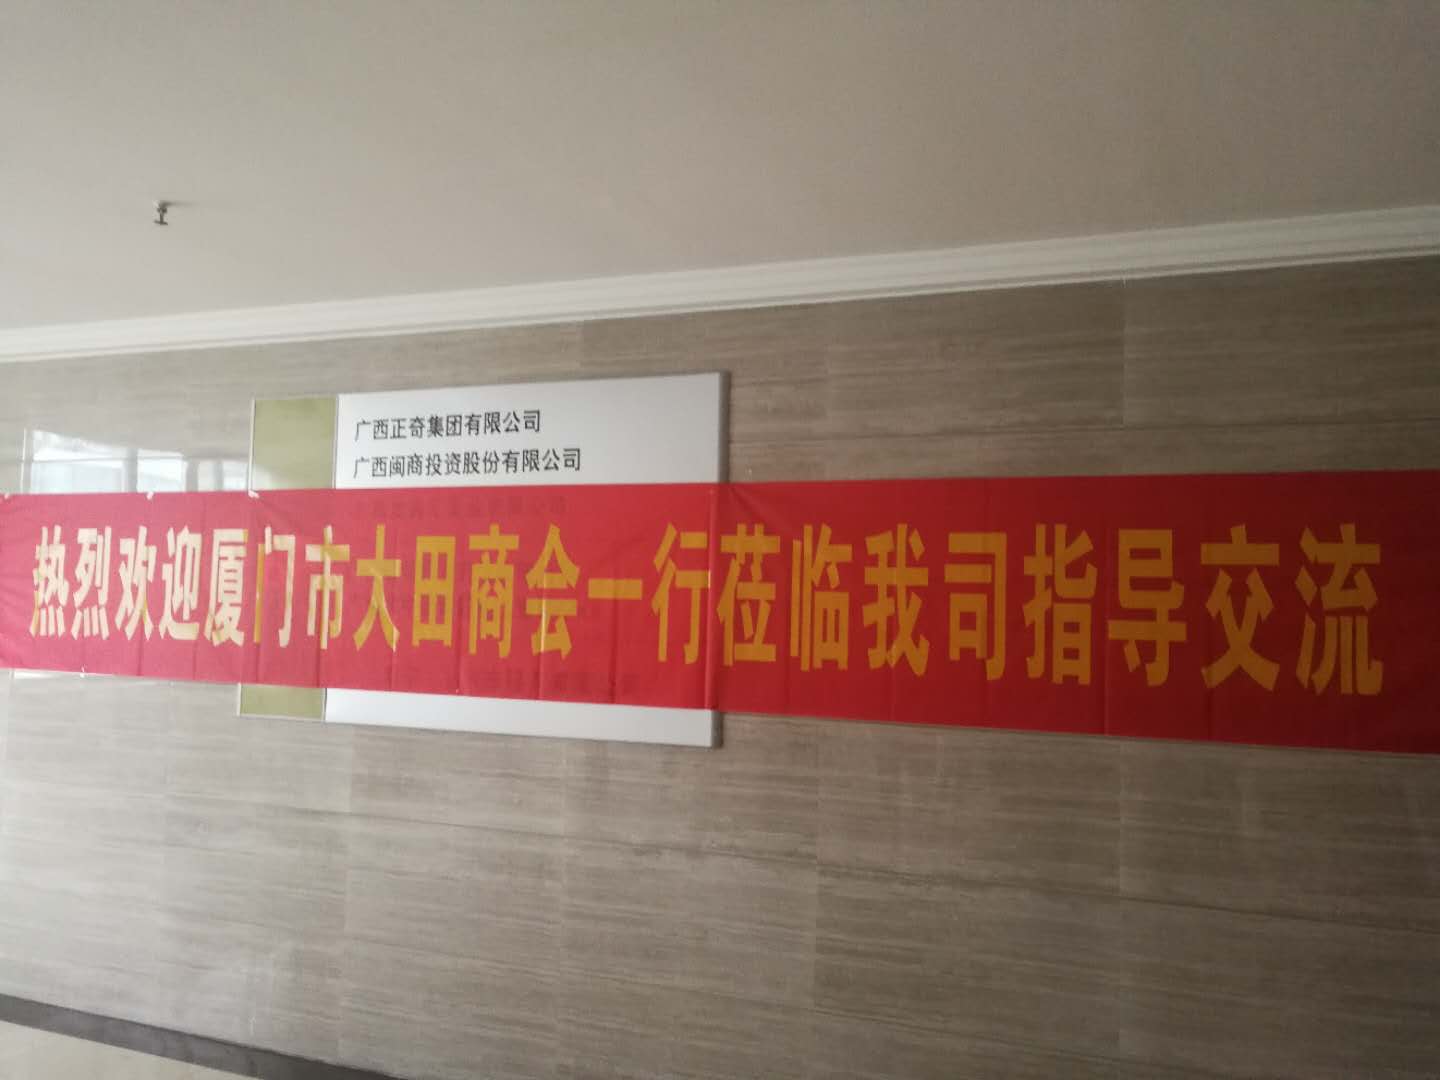 广西正奇集团有限公司
广西闽商投资股份有限公司
热烈欢迎厦门市大田商会一行莅临我司指导交流